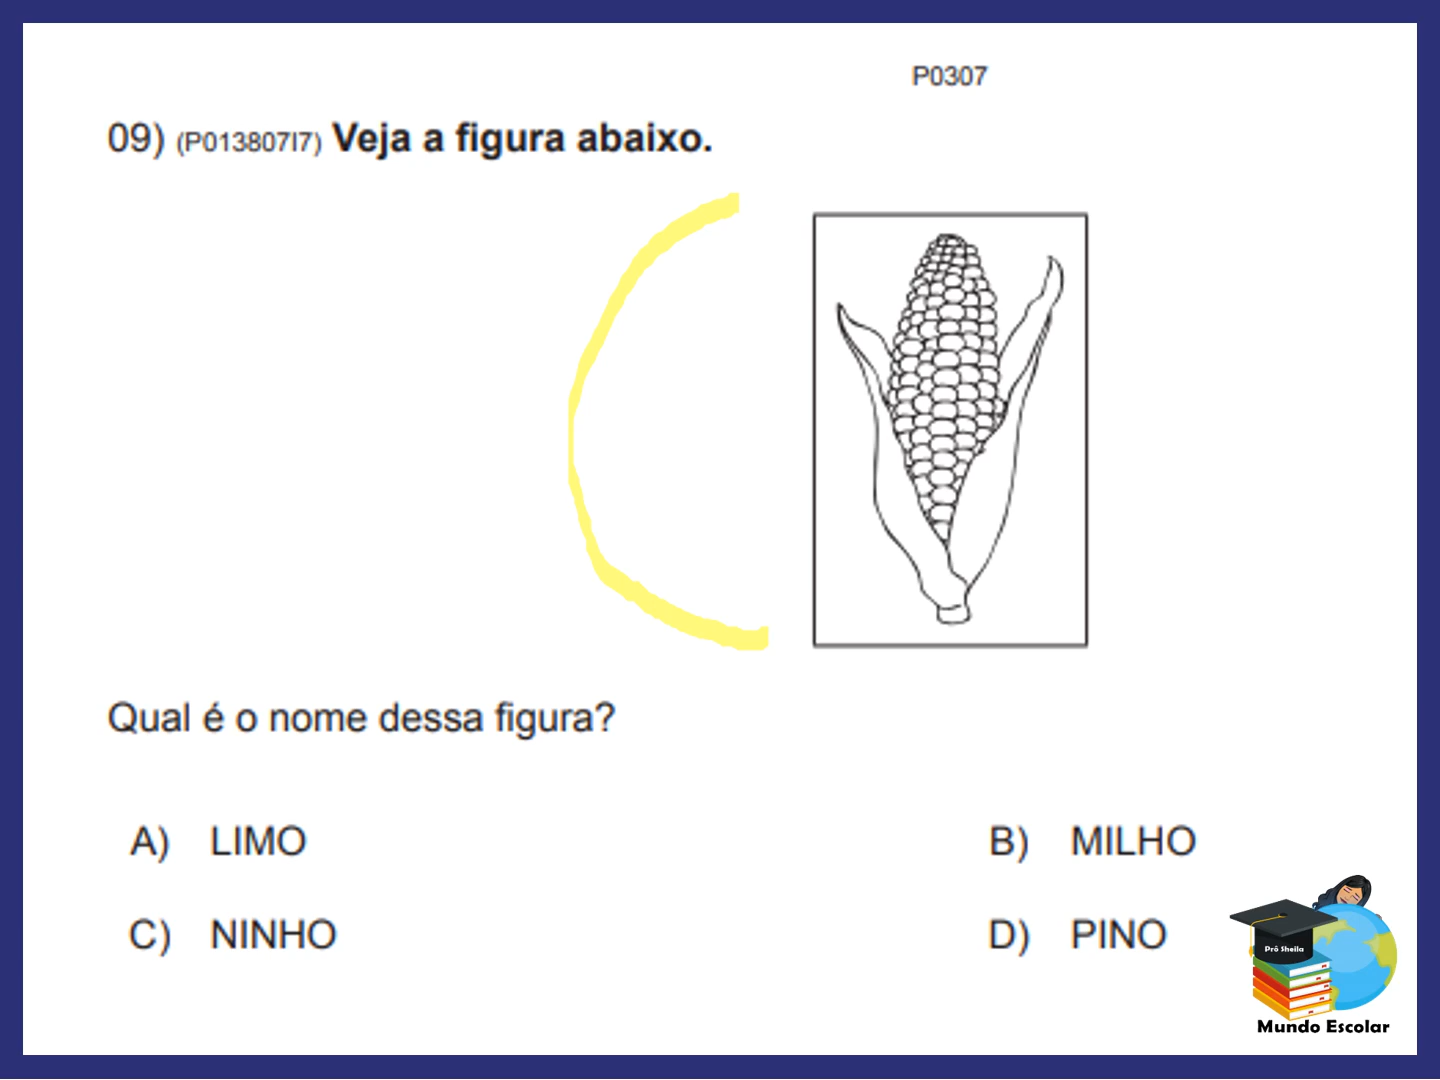 P0307
09) (P013807I7) Veja a figura abaixo.
Qual é o nome dessa figura?
A) LIMO
B) MILHO
C) NINHO
D) PINO
Prô Sheila
Mundo Escolar